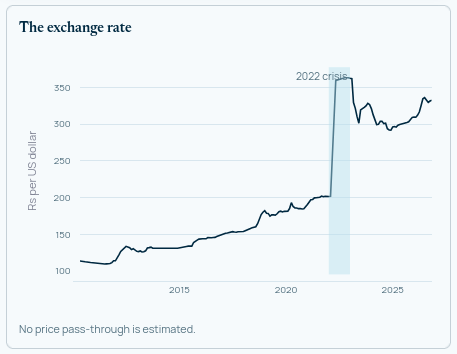 The exchange rate
Rs per US dollar
2022 crisis
350
300
250
200
150
100
2015 2020 2025
No price pass-through is estimated.